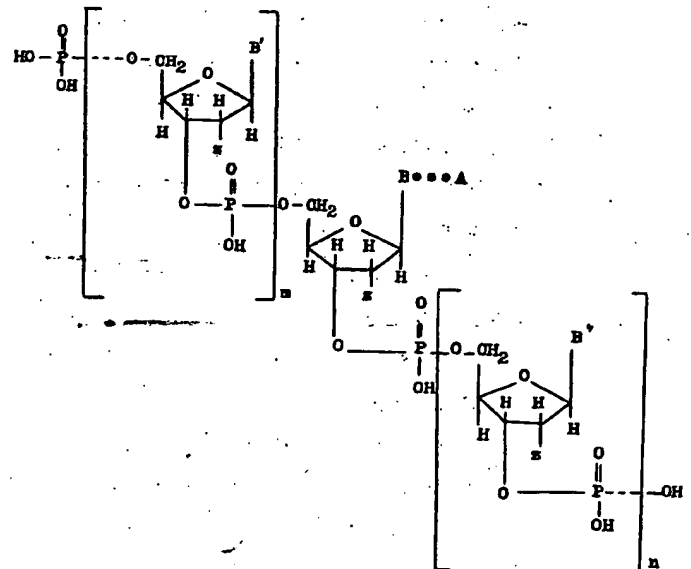 O
HO—P----O—CH₂ O B'
OH
H H
H H
z
O
O—P—O—CH₂ O B•••A
OH
H H
H H
z
m
O
O—P--O—CH₂ O B'
OH
H H
H H
z
O
O—P----OH
OH
n